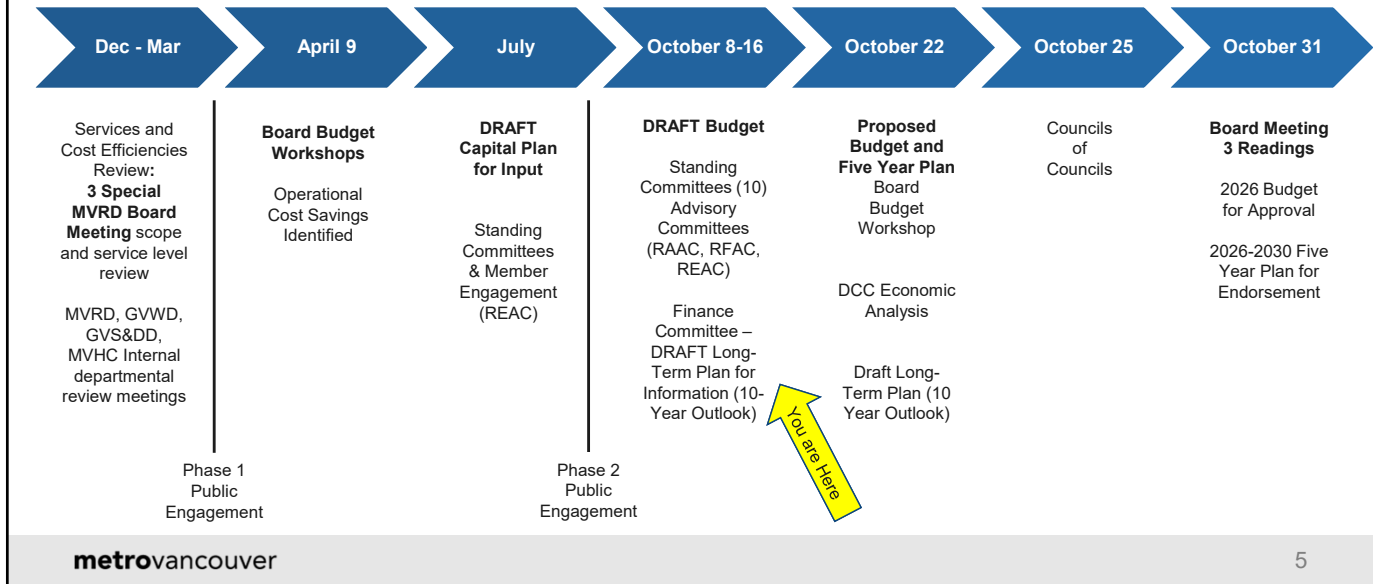 Dec - Mar
April 9
July
October 8-16
October 22
October 25
October 31
Services and
Cost Efficiencies
Review:
3 Special
MVRD Board
Meeting scope
and service level
review
MVRD, GVWD,
GVS&DD,
MVHC Internal
departmental
review meetings
Phase 1
Public
Engagement
Board Budget
Workshops
Operational
Cost Savings
Identified
DRAFT
Capital Plan
for Input
Standing
Committees
& Member
Engagement
(REAC)
Phase 2
Public
Engagement
DRAFT Budget
Standing
Committees (10)
Advisory
Committees
(RAAC, RFAC,
REAC)
Finance
Committee –
DRAFT Long-
Term Plan for
Information (10-
Year Outlook)
You are Here
Proposed
Budget and
Five Year Plan
Board
Budget
Workshop
DCC Economic
Analysis
Draft Long-
Term Plan (10
Year Outlook)
Councils
of
Councils
Board Meeting
3 Readings
2026 Budget
for Approval
2026-2030 Five
Year Plan for
Endorsement
metrovancouver
5